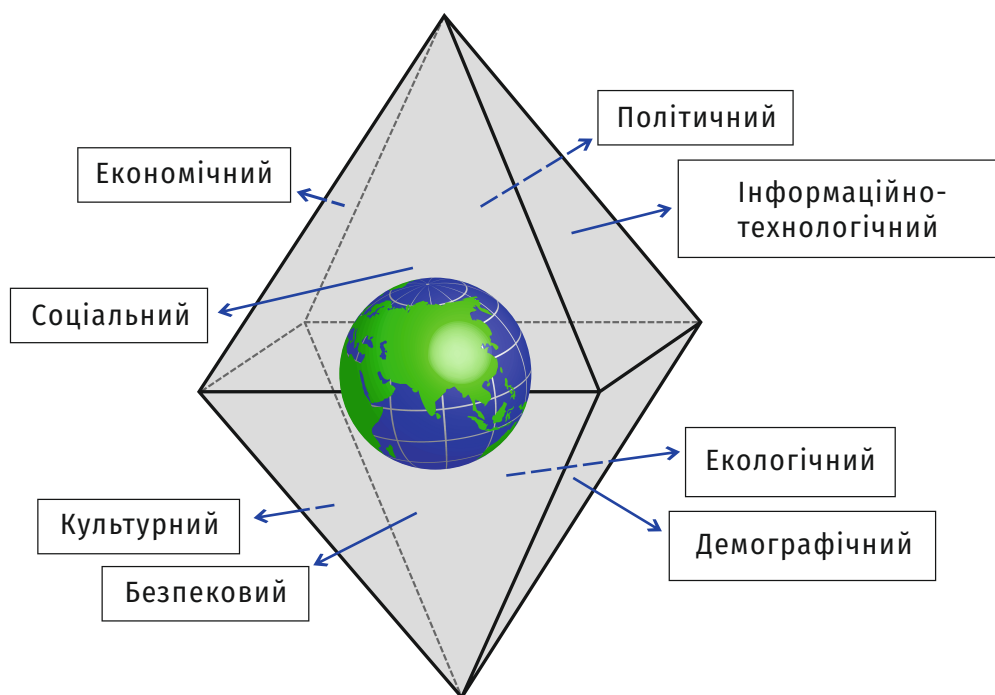 Політичний
Економічний
Інформаційно-
технологічний
Соціальний
Екологічний
Культурний
Демографічний
Безпековий